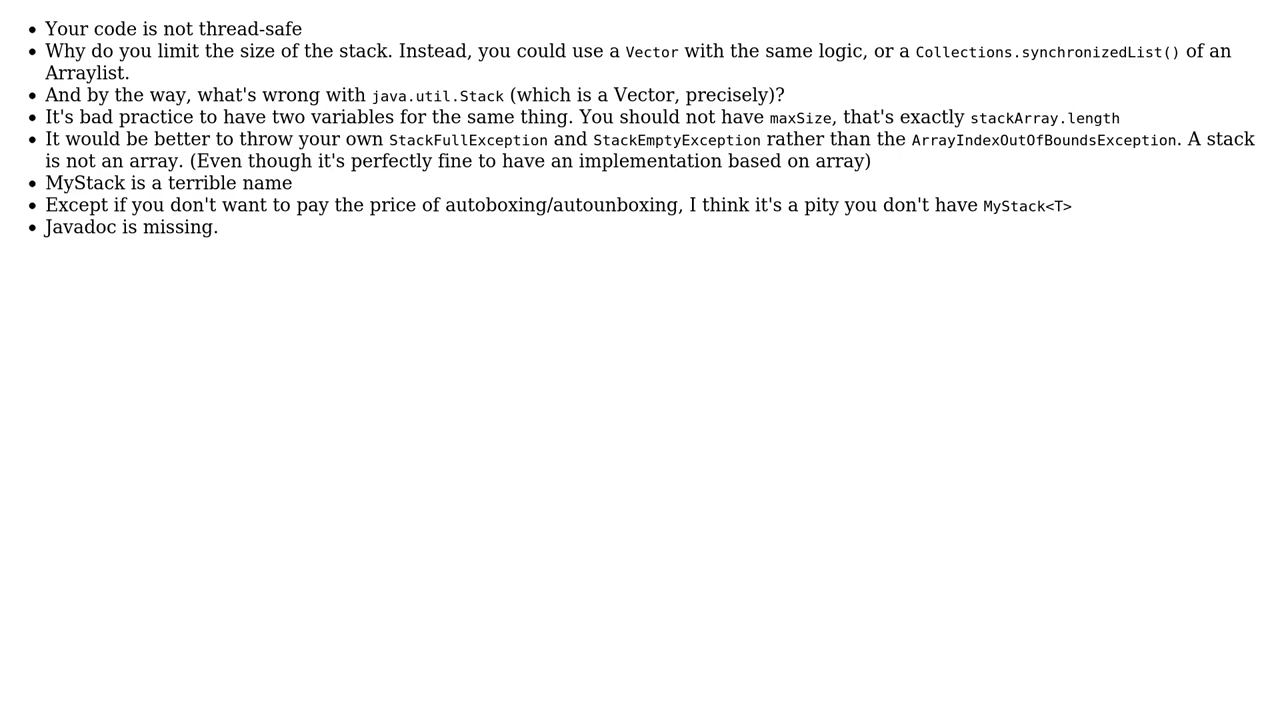 • Your code is not thread-safe
• Why do you limit the size of the stack. Instead, you could use a Vector with the same logic, or a Collections.synchronizedList() of an
Arraylist.
• And by the way, what's wrong with java.util.Stack (which is a Vector, precisely)?
• It's bad practice to have two variables for the same thing. You should not have maxSize, that's exactly stackArray.length
• It would be better to throw your own StackFullException and StackEmptyException rather than the ArrayIndexOutOfBoundsException. A stack
is not an array. (Even though it's perfectly fine to have an implementation based on array)
• MyStack is a terrible name
• Except if you don't want to pay the price of autoboxing/autounboxing, I think it's a pity you don't have MyStack<T>
• Javadoc is missing.